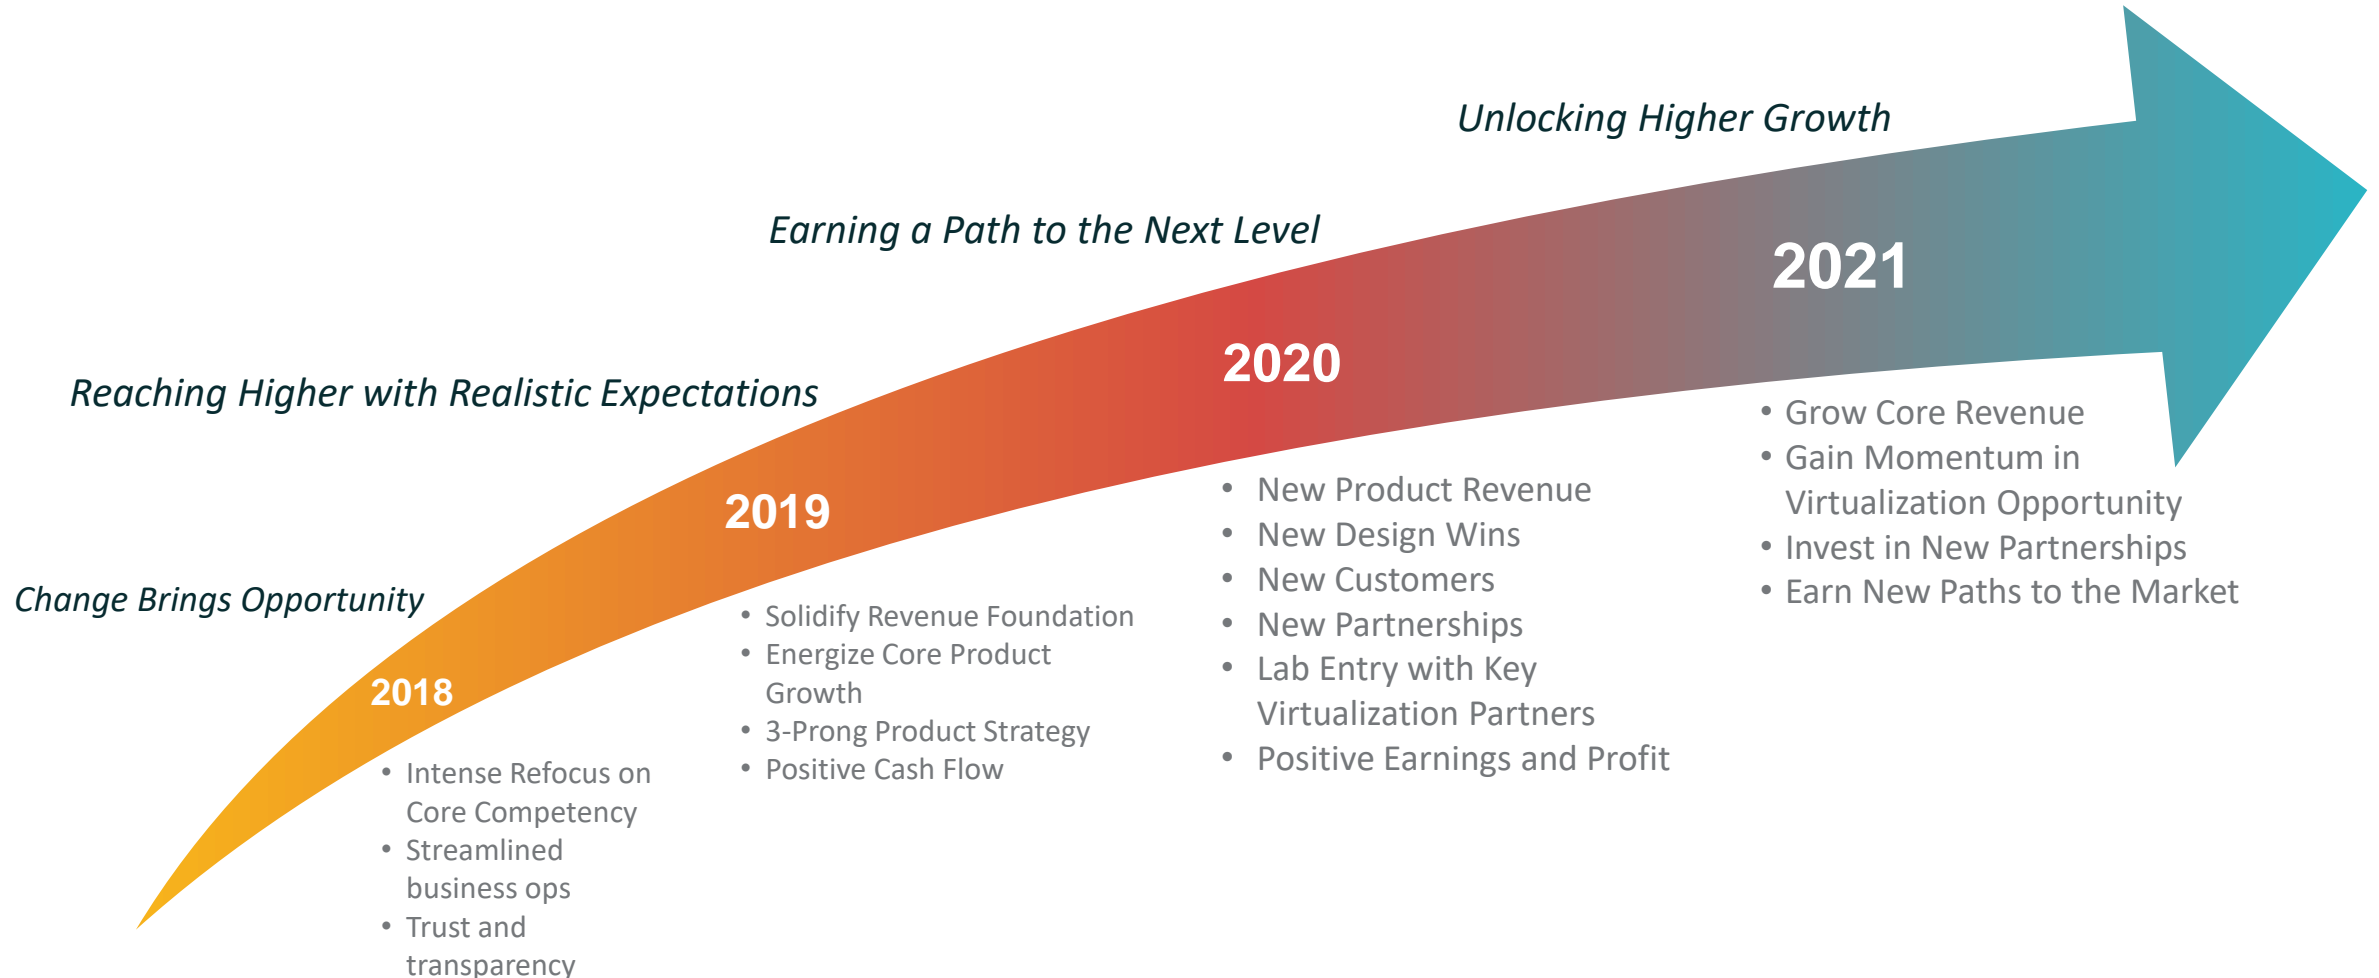 Change Brings Opportunity
2018
• Intense Refocus on
Core Competency
• Streamlined
business ops
• Trust and
transparency
Reaching Higher with Realistic Expectations
2019
• Solidify Revenue Foundation
• Energize Core Product
Growth
• 3-Prong Product Strategy
• Positive Cash Flow
Earning a Path to the Next Level
2020
• New Product Revenue
• New Design Wins
• New Customers
• New Partnerships
• Lab Entry with Key
Virtualization Partners
• Positive Earnings and Profit
Unlocking Higher Growth
2021
• Grow Core Revenue
• Gain Momentum in
Virtualization Opportunity
• Invest in New Partnerships
• Earn New Paths to the Market